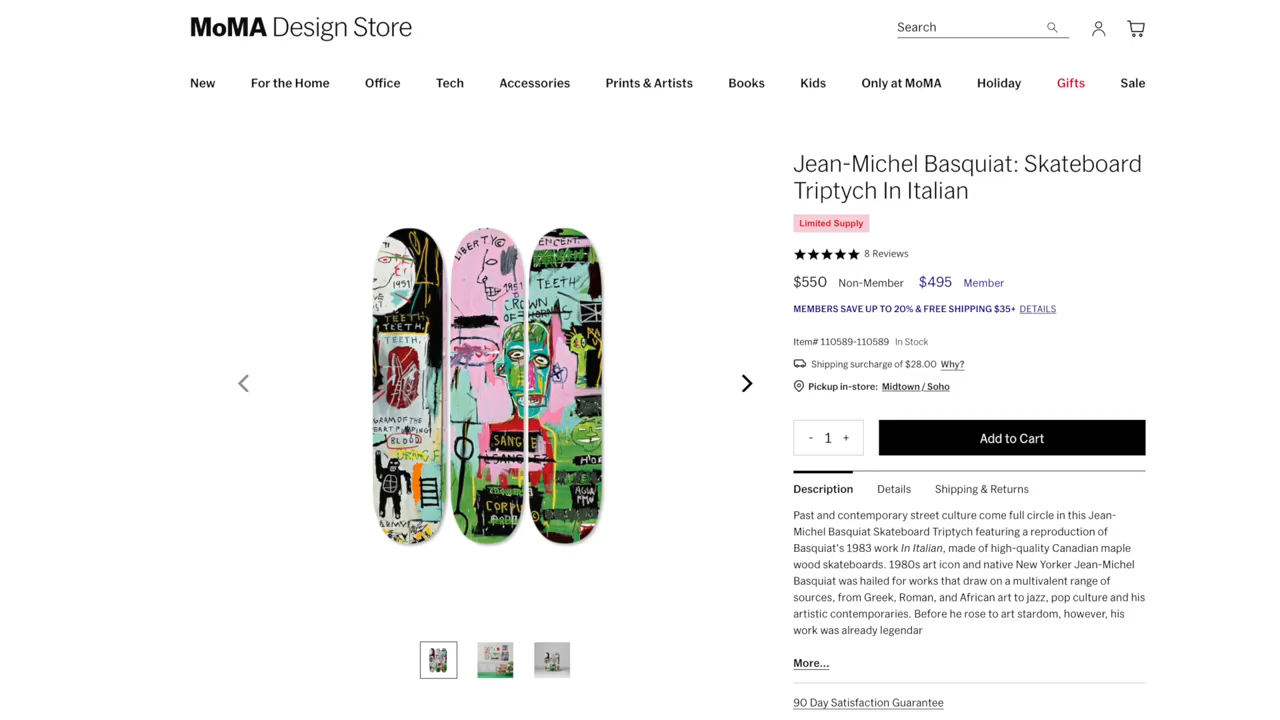 MoMA Design Store
Search
New For the Home Office Tech Accessories Prints & Artists Books Kids Only at MoMA Holiday Gifts Sale
Jean-Michel Basquiat: Skateboard
Triptych In Italian
Limited Supply
8 Reviews
$550 Non-Member $495 Member
MEMBERS SAVE UP TO 20% & FREE SHIPPING $35+ DETAILS
Item# 110589-110589 In Stock
Shipping surcharge of $28.00 Why?
Pickup in-store: Midtown / Soho
- 1 + Add to Cart
Description Details Shipping & Returns
Past and contemporary street culture come full circle in this Jean-
Michel Basquiat Skateboard Triptych featuring a reproduction of
Basquiat's 1983 work In Italian, made of high-quality Canadian maple
wood skateboards. 1980s art icon and native New Yorker Jean-Michel
Basquiat was hailed for works that draw on a multivalent range of
sources, from Greek, Roman, and African art to jazz, pop culture and his
artistic contemporaries. Before he rose to art stardom, however, his
work was already legendar
More...
90 Day Satisfaction Guarantee
LIBERTY©
1951
TEETH
TEETH,
TEETH,
BLOOD
1951
CROWN
OF
TEETH
SANGRE
SANGRE
CORPUS